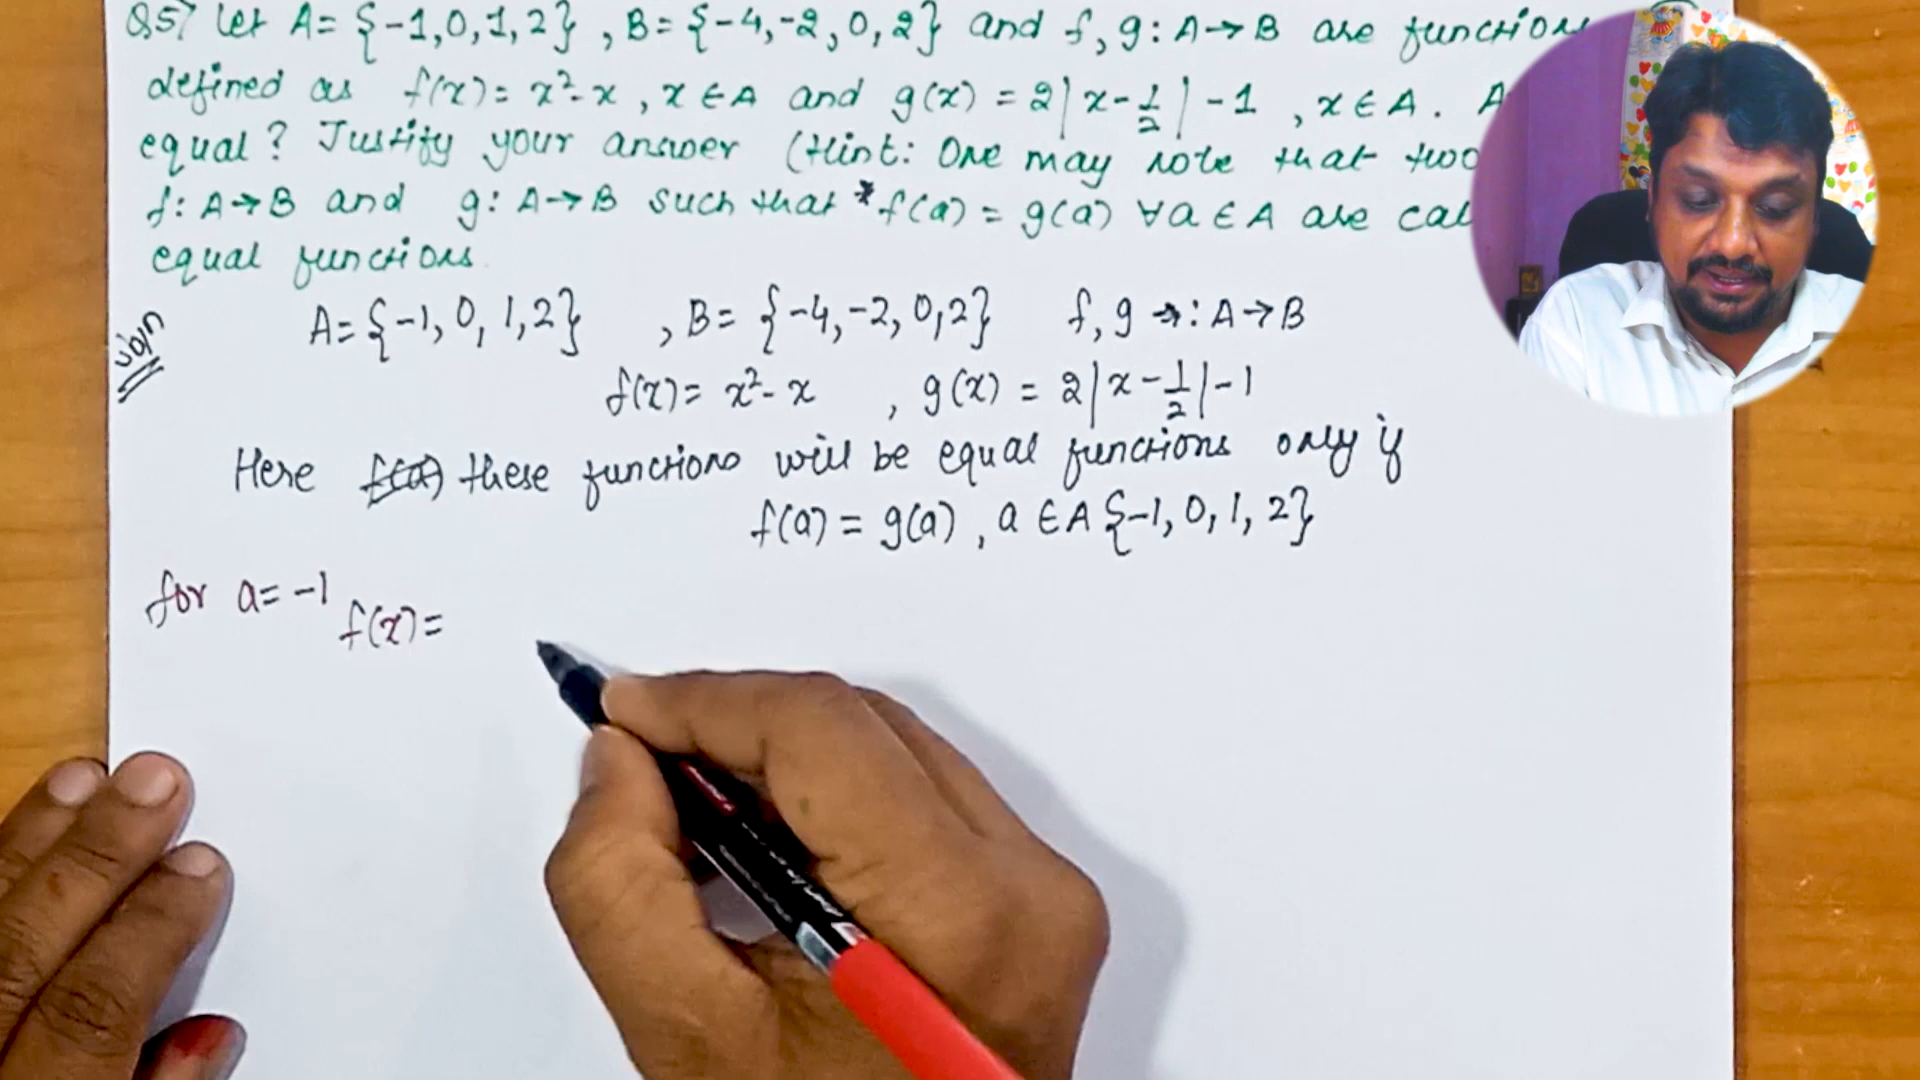 Q5) Let A= {-1,0,1,2} , B= {-4,-2,0,2} and f,g: A→B are functions
defined as f(x)= x²-x , x∈A and g(x) = 2|x-1/2| -1 , x∈A. A
equal? Justify your answer (Hint: One may note that two
f: A→B and g: A→B such that *f(a) = g(a) ∀a∈A are cal
equal functions.
Soln A= {-1, 0, 1, 2} , B= {-4,-2,0,2} f, g : A→B
f(x)= x²-x , g(x) = 2|x-1/2|-1
Here f(a) these functions will be equal functions only if
f(a) = g(a) , a∈A {-1, 0, 1, 2}
for a= -1
f(x)=